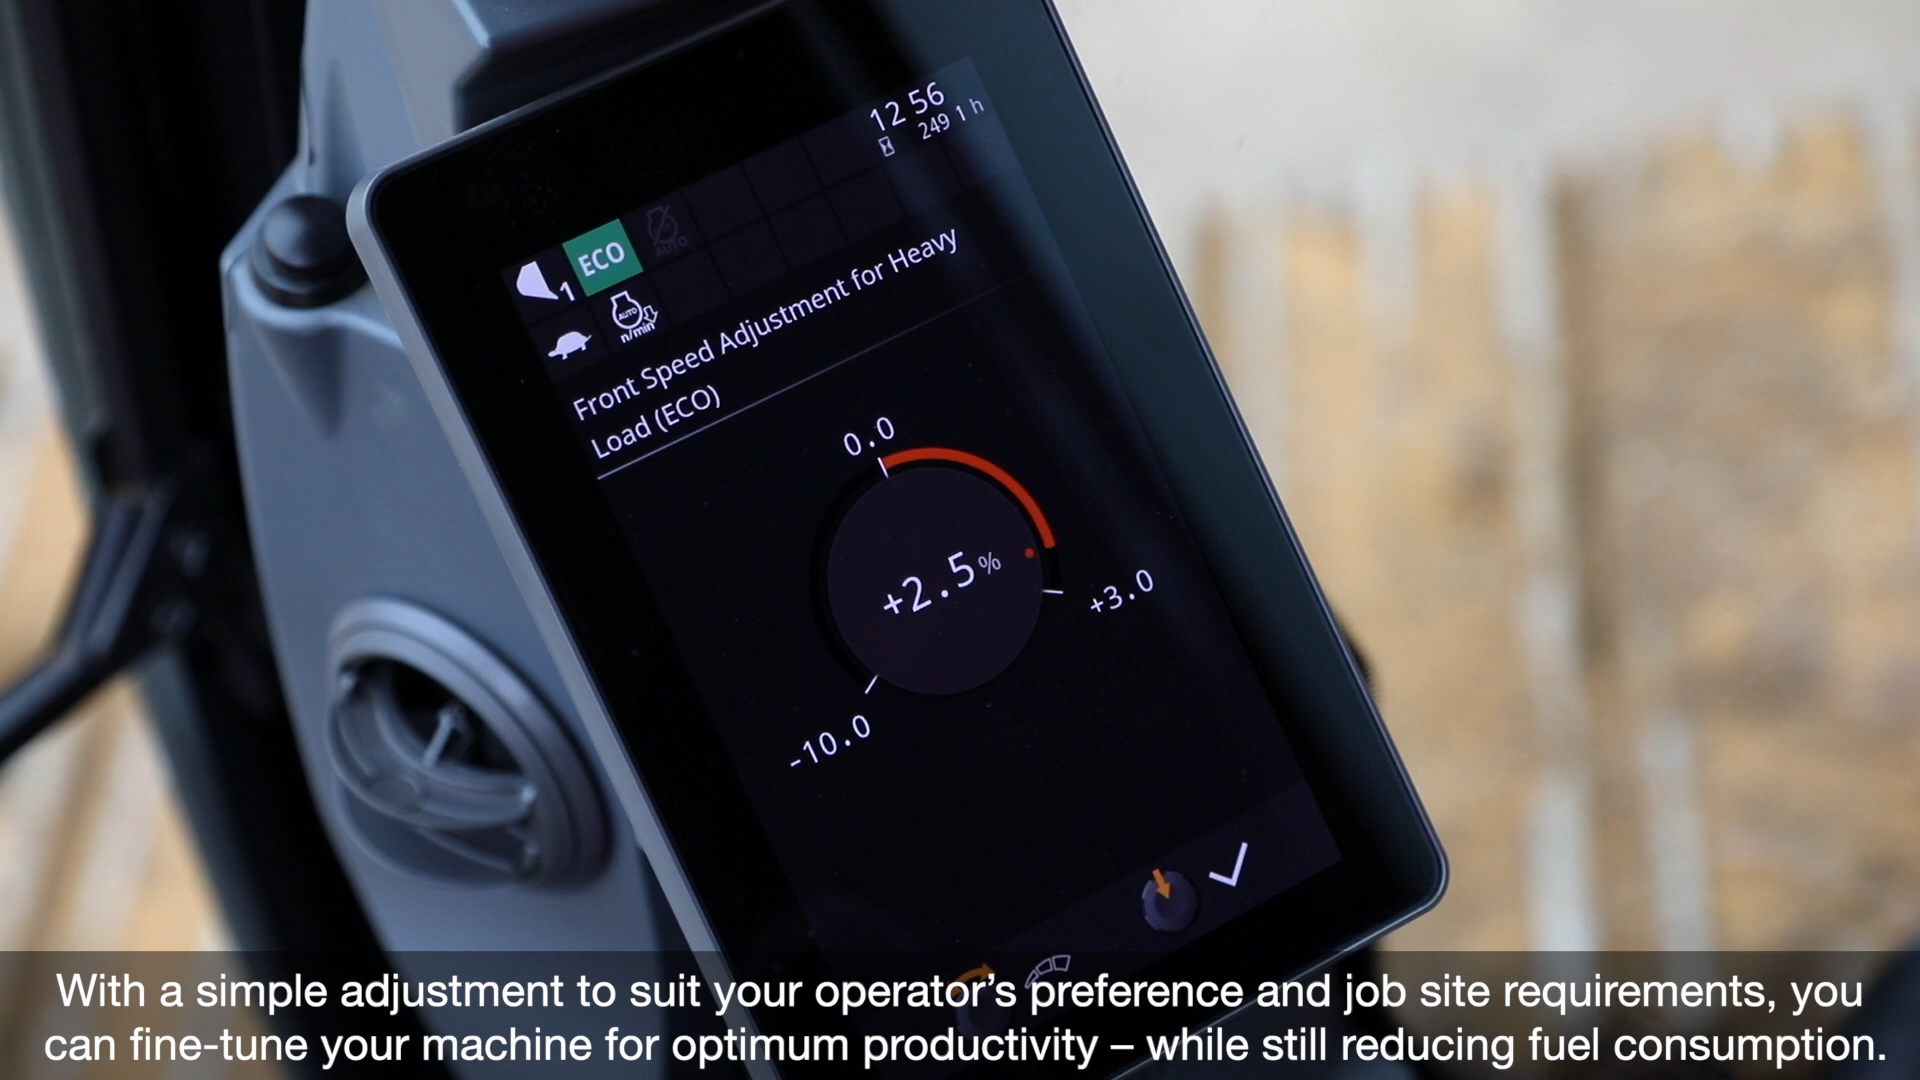 12 56
249 1 h
1
ECO
AUTO
AUTO
n/min
Front Speed Adjustment for Heavy
Load (ECO)
0.0
+2.5%
+3.0
-10.0
With a simple adjustment to suit your operator's preference and job site requirements, you
can fine-tune your machine for optimum productivity – while still reducing fuel consumption.